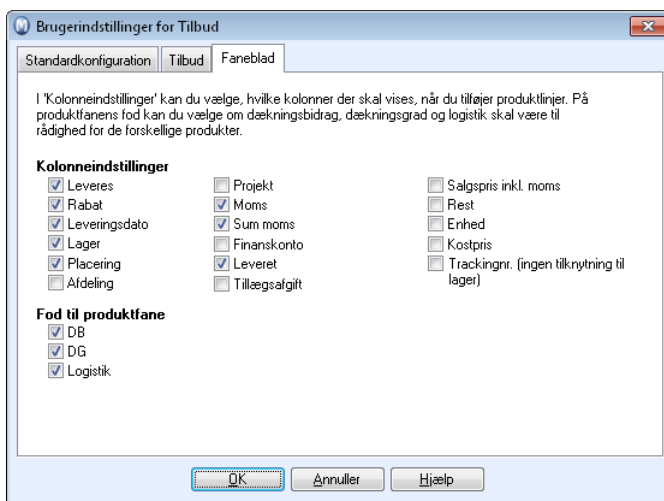 Brugerindstillinger for Tilbud
Standardkonfiguration Tilbud Faneblad
I 'Kolonneindstillinger' kan du vælge, hvilke kolonner der skal vises, når du tilføjer produktlinjer. På
produktfanens fod kan du vælge om dækningsbidrag, dækningsgrad og logistik skal være til
rådighed for de forskellige produkter.
Kolonneindstillinger
Leveres Projekt Salgspris inkl. moms
Rabat Moms Rest
Leveringsdato Sum moms Enhed
Lager Finanskonto Kostpris
Placering Leveret Trackingnr. (ingen tilknytning til
lager)
Afdeling Tillægsafgift
Fod til produktfane
DB
DG
Logistik
OK Annuller Hjælp